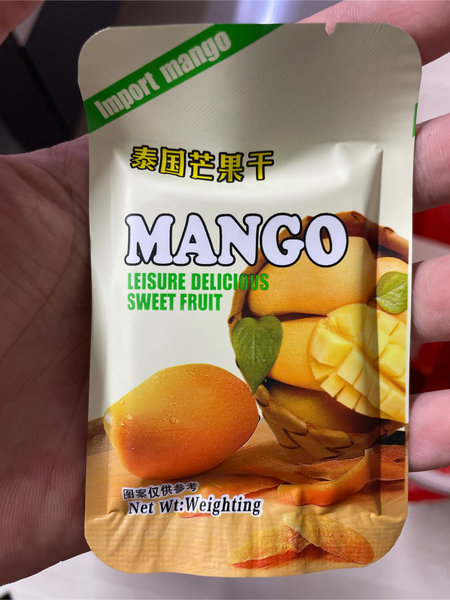 Import mango
泰国芒果干
MANGO
LEISURE DELICIOUS
SWEET FRUIT
图案仅供参考
Net Wt:Weighting